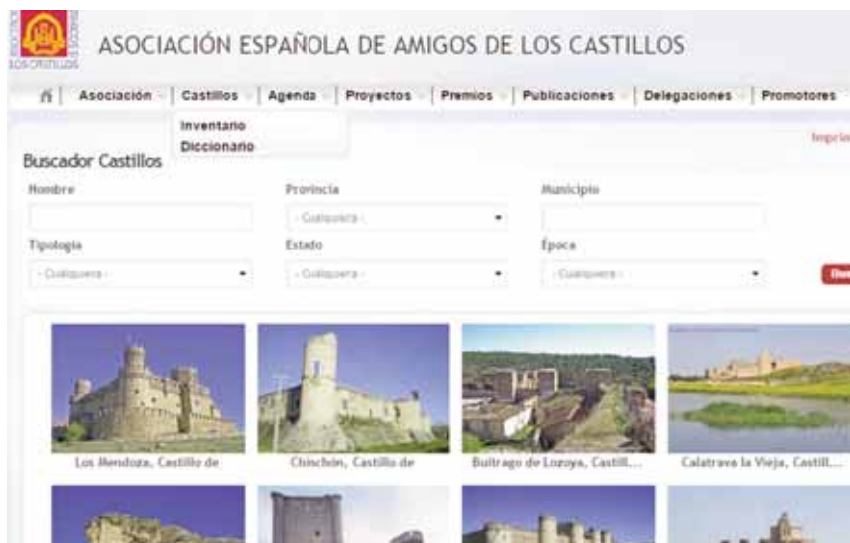 LOS CASTILLOS
ASOCIACIÓN ESPAÑOLA DE AMIGOS DE LOS CASTILLOS
Asociación Castillos Agenda Proyectos Premios Publicaciones Delegaciones Promotores
Inventario
Diccionario
Buscador Castillos
Nombre Provincia Municipio
- Cualquiera -
Tipología Estado Época
- Cualquiera - - Cualquiera - - Cualquiera -
Los Mendoza, Castillo de Chinchón, Castillo de Buitrago de Lozoya, Castill... Calatrava la Vieja, Castill...